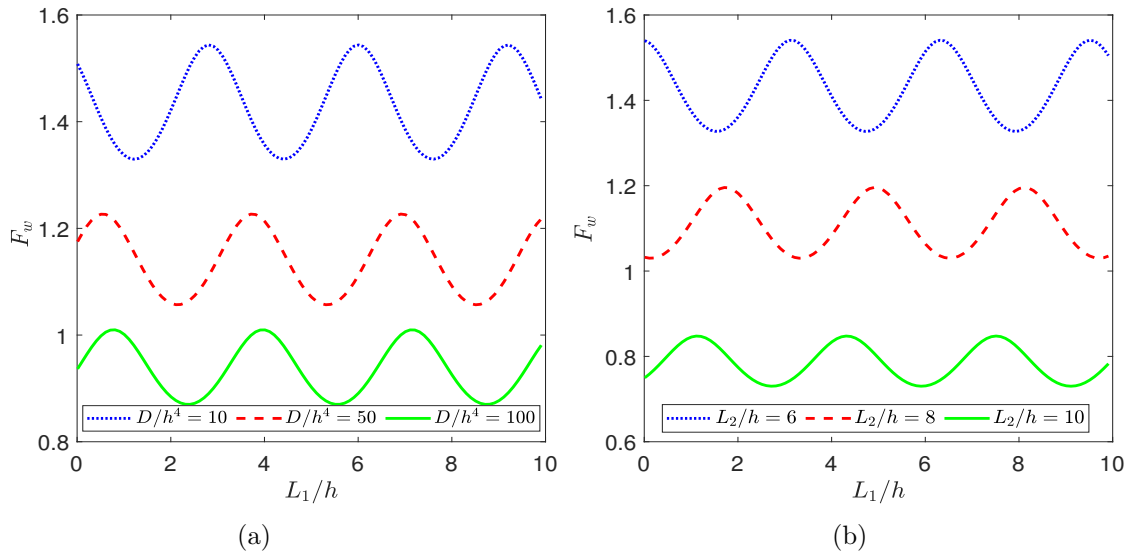 1.6
1.4
1.2
1
0.8
F_w
0 2 4 6 8 10
L_1/h
D/h^4 = 10 D/h^4 = 50 D/h^4 = 100
(a)
1.6
1.4
1.2
1
0.8
0.6
F_w
0 2 4 6 8 10
L_1/h
L_2/h = 6 L_2/h = 8 L_2/h = 10
(b)